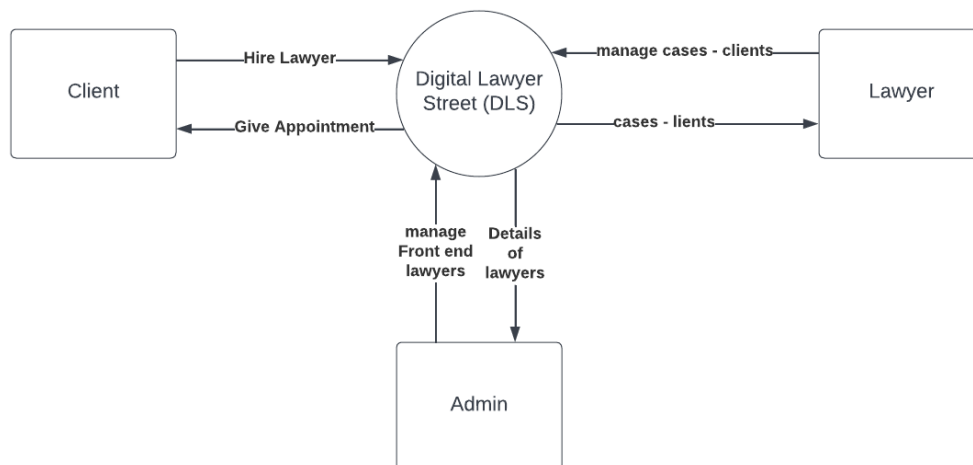 Hire Lawyer
manage cases - clients
Client
Digital Lawyer
Street (DLS)
Lawyer
Give Appointment
cases - lients
manage
Front end
lawyers
Details
of
lawyers
Admin